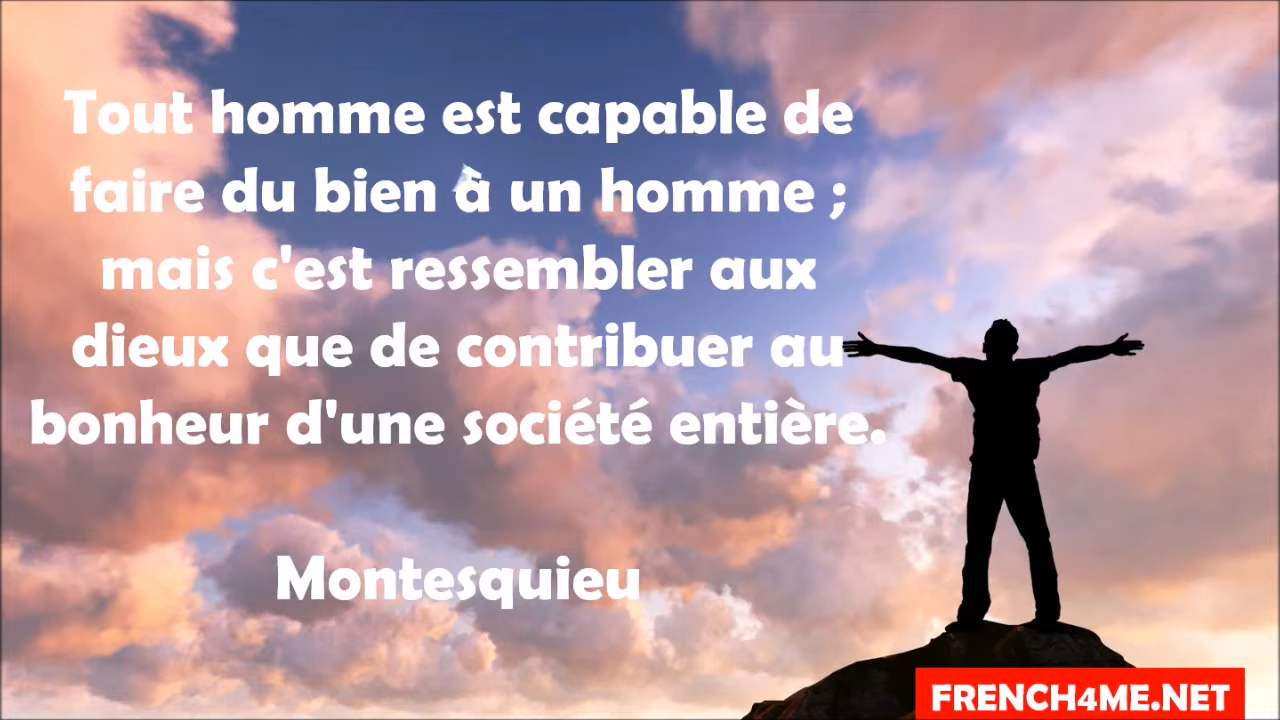 Tout homme est capable de
faire du bien à un homme ;
mais c'est ressembler aux
dieux que de contribuer au
bonheur d'une société entière.
Montesquieu
FRENCH4ME.NET